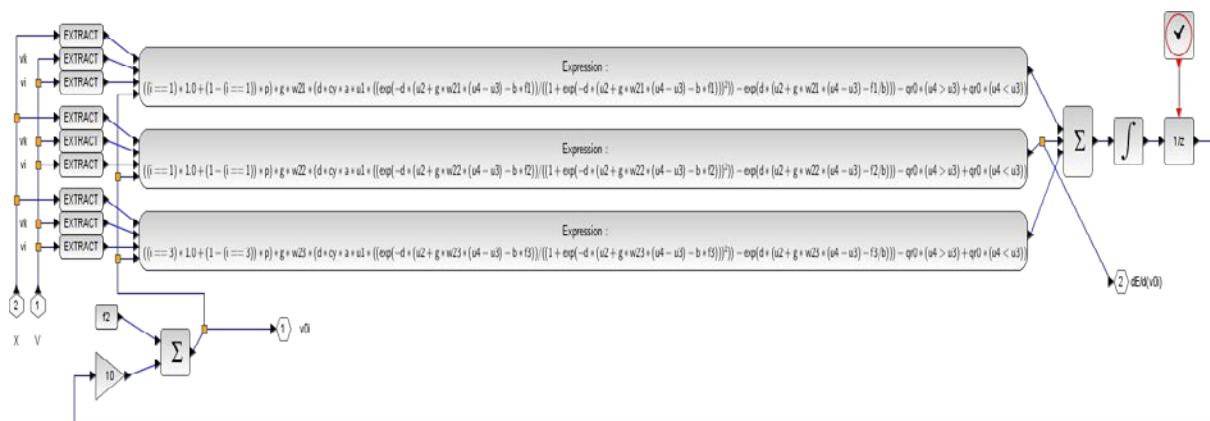 EXTRACT
vk EXTRACT
vi EXTRACT
Expression :
((i == 1) * 1.0 + (1 − (i == 1)) * p) * g * w21 * (d * cy * a * u1 * ((exp(−d * (u2 + g * w21 * (u4 − u3) − b * f1))/((1 + exp(−d * (u2 + g * w21 * (u4 − u3) − b * f1)))²)) − exp(d * (u2 + g * w21 * (u4 − u3) − f1/b))) − qr0 * (u4 > u3) + qr0 * (u4 < u3))
EXTRACT
vk EXTRACT
vi EXTRACT
Expression :
((i == 1) * 1.0 + (1 − (i == 1)) * p) * g * w22 * (d * cy * a * u1 * ((exp(−d * (u2 + g * w22 * (u4 − u3) − b * f2))/((1 + exp(−d * (u2 + g * w22 * (u4 − u3) − b * f2)))²)) − exp(d * (u2 + g * w22 * (u4 − u3) − f2/b))) − qr0 * (u4 > u3) + qr0 * (u4 < u3))
EXTRACT
vk EXTRACT
vi EXTRACT
Expression :
((i == 3) * 1.0 + (1 − (i == 3)) * p) * g * w23 * (d * cy * a * u1 * ((exp(−d * (u2 + g * w23 * (u4 − u3) − b * f3))/((1 + exp(−d * (u2 + g * w23 * (u4 − u3) − b * f3)))²)) − exp(d * (u2 + g * w23 * (u4 − u3) − f3/b))) − qr0 * (u4 > u3) + qr0 * (u4 < u3))
Σ
∫
1/z
2 dE/d(v0i)
2
1
X
V
f2
Σ
1 v0i
10